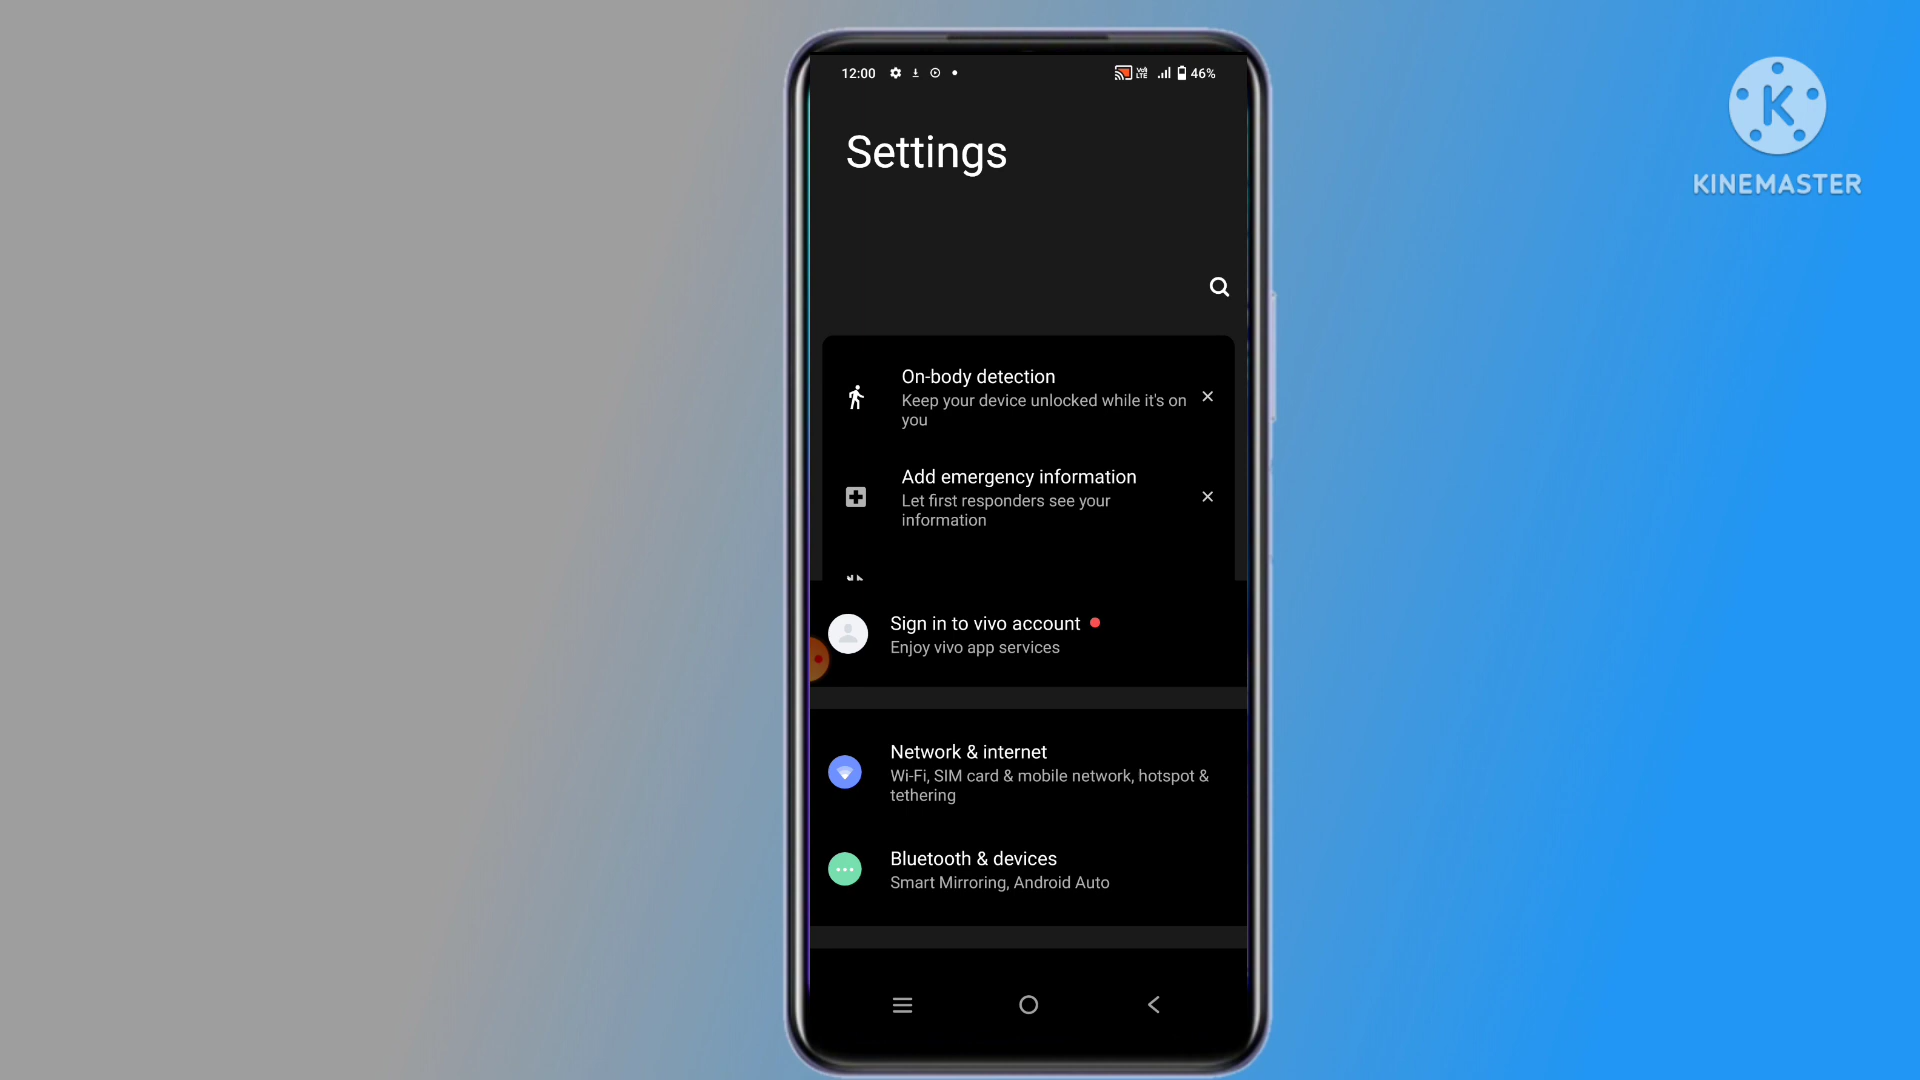 12:00
Vo)
LTE
46%
K
KINEMASTER
Settings
On-body detection
Keep your device unlocked while it's on
you
Add emergency information
Let first responders see your
information
Sign in to vivo account
Enjoy vivo app services
Network & internet
Wi-Fi, SIM card & mobile network, hotspot &
tethering
Bluetooth & devices
Smart Mirroring, Android Auto